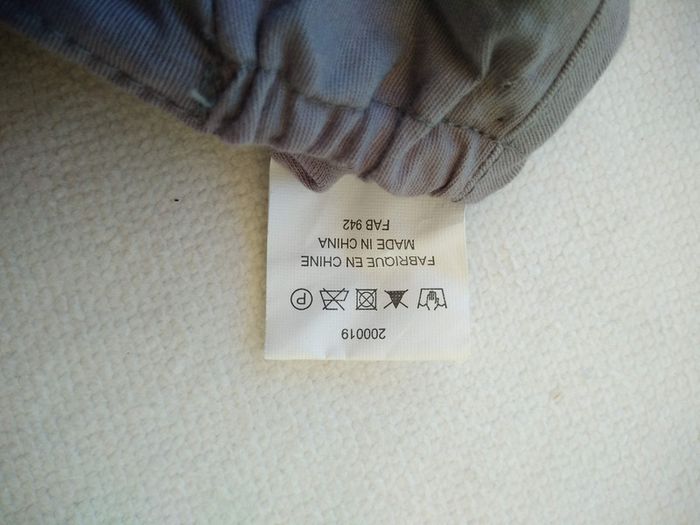 200019
P
FABRIQUE EN CHINE
MADE IN CHINA
FAB 942